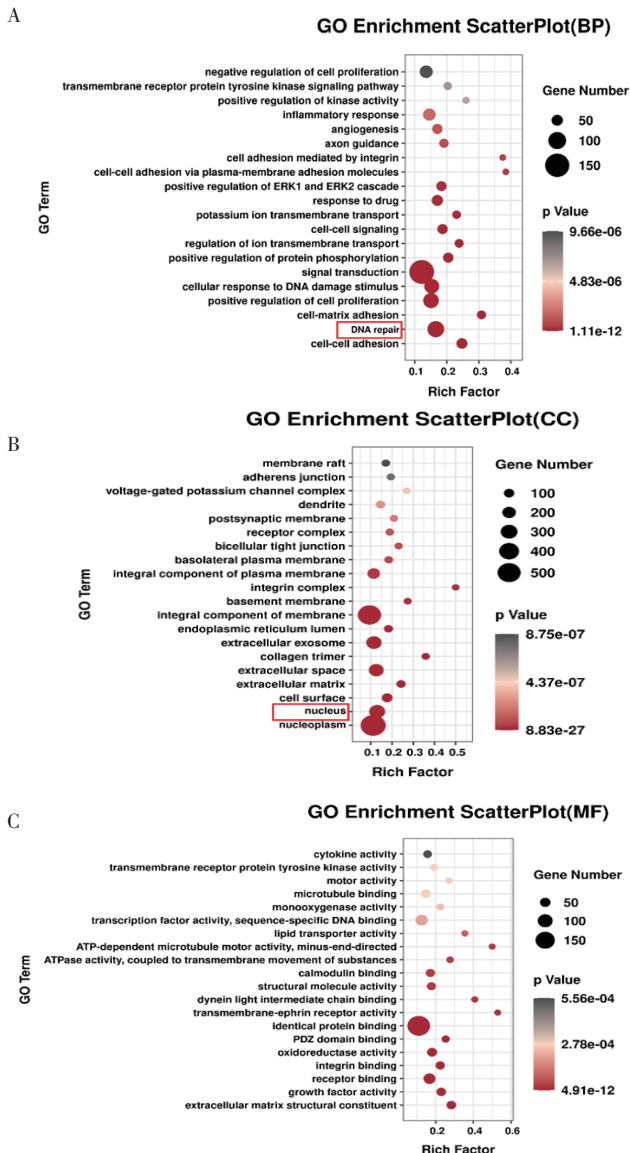 A
GO Enrichment ScatterPlot(BP)
GO Term
negative regulation of cell proliferation
transmembrane receptor protein tyrosine kinase signaling pathway
positive regulation of kinase activity
inflammatory response
angiogenesis
axon guidance
cell adhesion mediated by integrin
cell-cell adhesion via plasma-membrane adhesion molecules
positive regulation of ERK1 and ERK2 cascade
response to drug
potassium ion transmembrane transport
cell-cell signaling
regulation of ion transmembrane transport
positive regulation of protein phosphorylation
signal transduction
cellular response to DNA damage stimulus
positive regulation of cell proliferation
cell-matrix adhesion
DNA repair
cell-cell adhesion
0.1 0.2 0.3 0.4
Rich Factor
Gene Number
50
100
150
p Value
9.66e-06
4.83e-06
1.11e-12
B
GO Enrichment ScatterPlot(CC)
GO Term
membrane raft
adherens junction
voltage-gated potassium channel complex
dendrite
postsynaptic membrane
receptor complex
bicellular tight junction
basolateral plasma membrane
integral component of plasma membrane
integrin complex
basement membrane
integral component of membrane
endoplasmic reticulum lumen
extracellular exosome
collagen trimer
extracellular space
extracellular matrix
cell surface
nucleus
nucleoplasm
0.1 0.2 0.3 0.4 0.5
Rich Factor
Gene Number
100
200
300
400
500
p Value
8.75e-07
4.37e-07
8.83e-27
C
GO Enrichment ScatterPlot(MF)
GO Term
cytokine activity
transmembrane receptor protein tyrosine kinase activity
motor activity
microtubule binding
monooxygenase activity
transcription factor activity, sequence-specific DNA binding
lipid transporter activity
ATP-dependent microtubule motor activity, minus-end-directed
ATPase activity, coupled to transmembrane movement of substances
calmodulin binding
structural molecule activity
dynein light intermediate chain binding
transmembrane-ephrin receptor activity
identical protein binding
PDZ domain binding
oxidoreductase activity
integrin binding
receptor binding
growth factor activity
extracellular matrix structural constituent
0.2 0.4 0.6
Rich Factor
Gene Number
50
100
150
p Value
5.56e-04
2.78e-04
4.91e-12